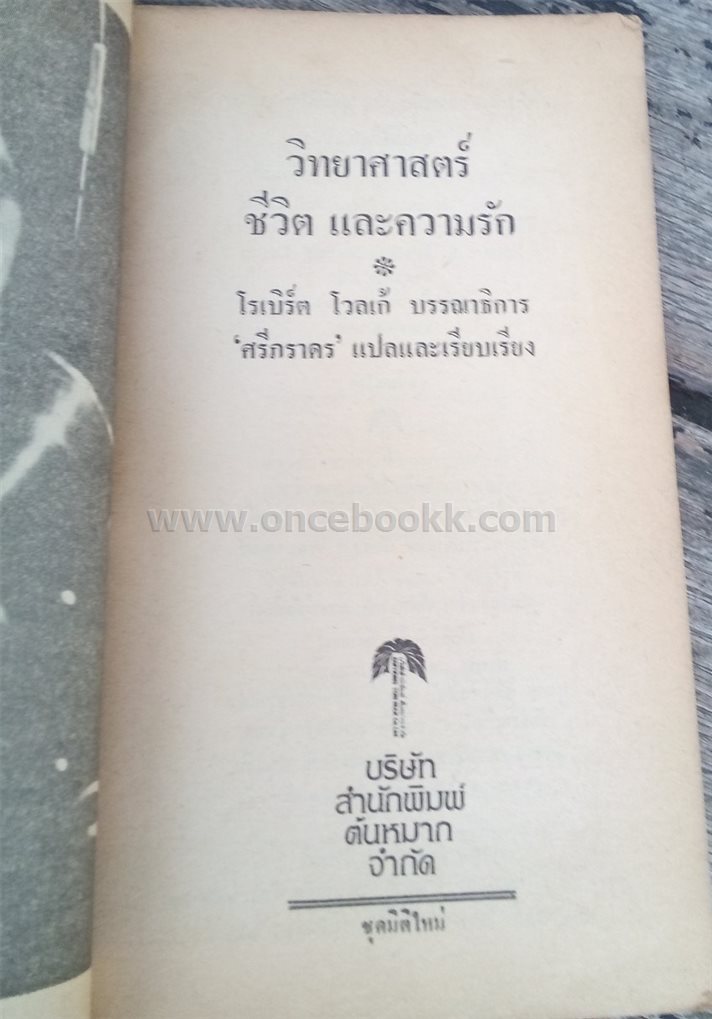 วิทยาศาสตร์
ชีวิต และความรัก
โรเบิร์ต โวลเก้ บรรณาธิการ
'ศรีภราดร' แปลและเรียบเรียง
www.oncebookk.com
บริษัท
สำนักพิมพ์
ต้นหมาก
จำกัด
ชุดมิติใหม่